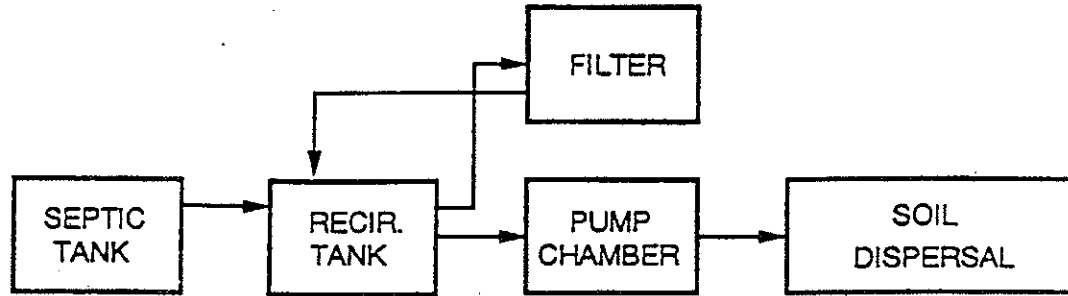 FILTER
SEPTIC
TANK
RECIR.
TANK
PUMP
CHAMBER
SOIL
DISPERSAL